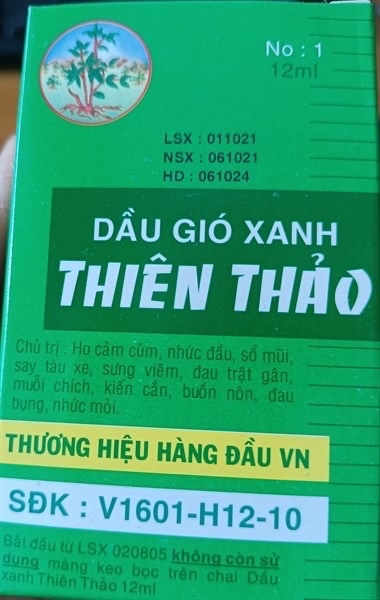 No : 1
12ml
LSX : 011021
NSX : 061021
HD : 061024
DẦU GIÓ XANH
THIÊN THẢO
Chủ trị : Ho cảm cúm, nhức đầu, sổ mũi,
say tàu xe, sưng viêm, đau trặt gân,
muỗi chích, kiến cắn, buồn nôn, đau
bụng, nhức mỏi.
THƯƠNG HIỆU HÀNG ĐẦU VN
SĐK : V1601-H12-10
Bắt đầu từ LSX 020805 không còn sử
dụng màng keo bọc trên chai Dầu
xanh Thiên Thảo 12ml